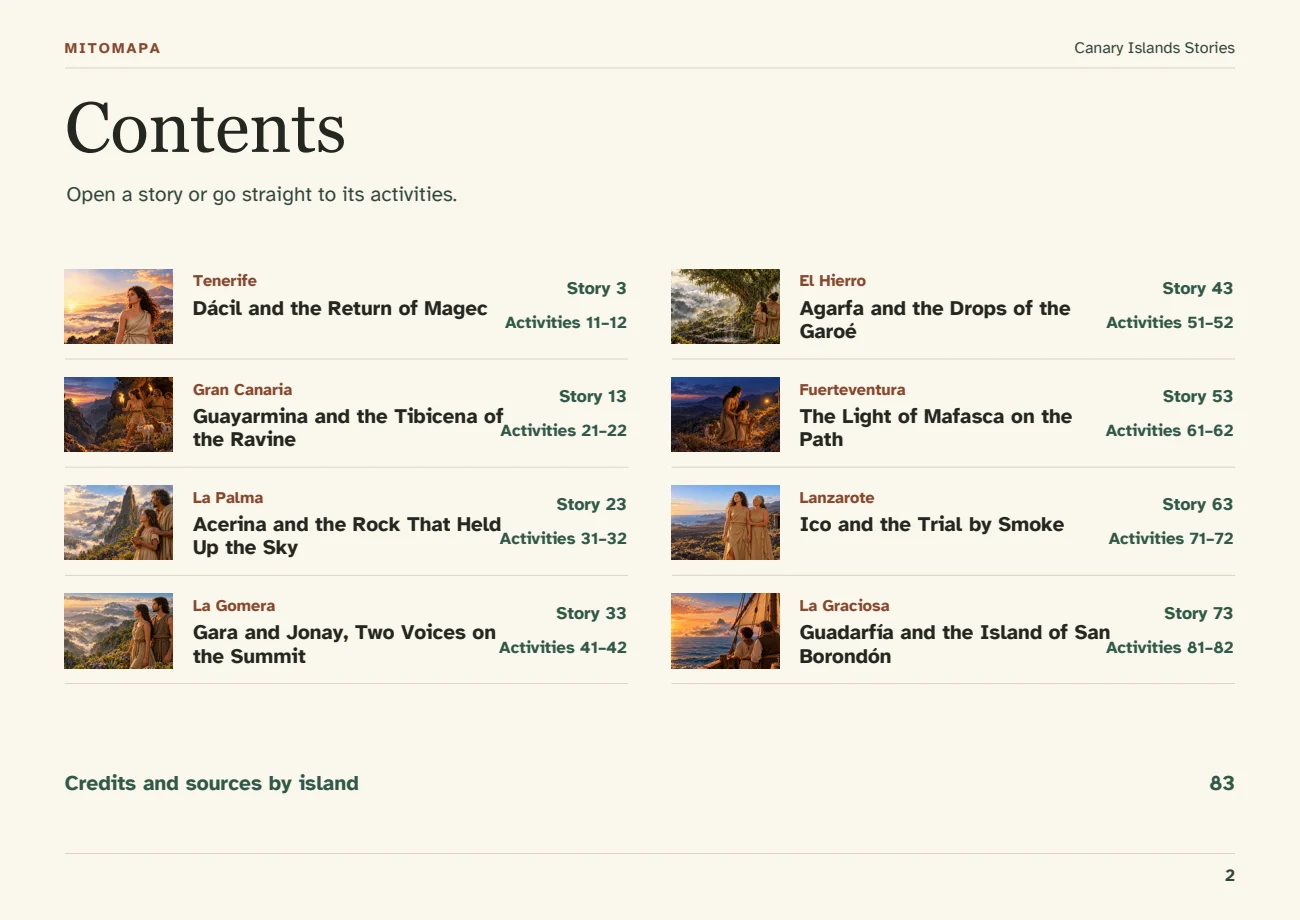 MITOMAPA
Canary Islands Stories
Contents
Open a story or go straight to its activities.
Tenerife
Dácil and the Return of Magec
Story 3
Activities 11–12
Gran Canaria
Guayarmina and the Tibicena of
the Ravine
Story 13
Activities 21–22
La Palma
Acerina and the Rock That Held
Up the Sky
Story 23
Activities 31–32
La Gomera
Gara and Jonay, Two Voices on
the Summit
Story 33
Activities 41–42
El Hierro
Agarfa and the Drops of the
Garoé
Story 43
Activities 51–52
Fuerteventura
The Light of Mafasca on the
Path
Story 53
Activities 61–62
Lanzarote
Ico and the Trial by Smoke
Story 63
Activities 71–72
La Graciosa
Guadarfía and the Island of San
Borondón
Story 73
Activities 81–82
Credits and sources by island
83
2